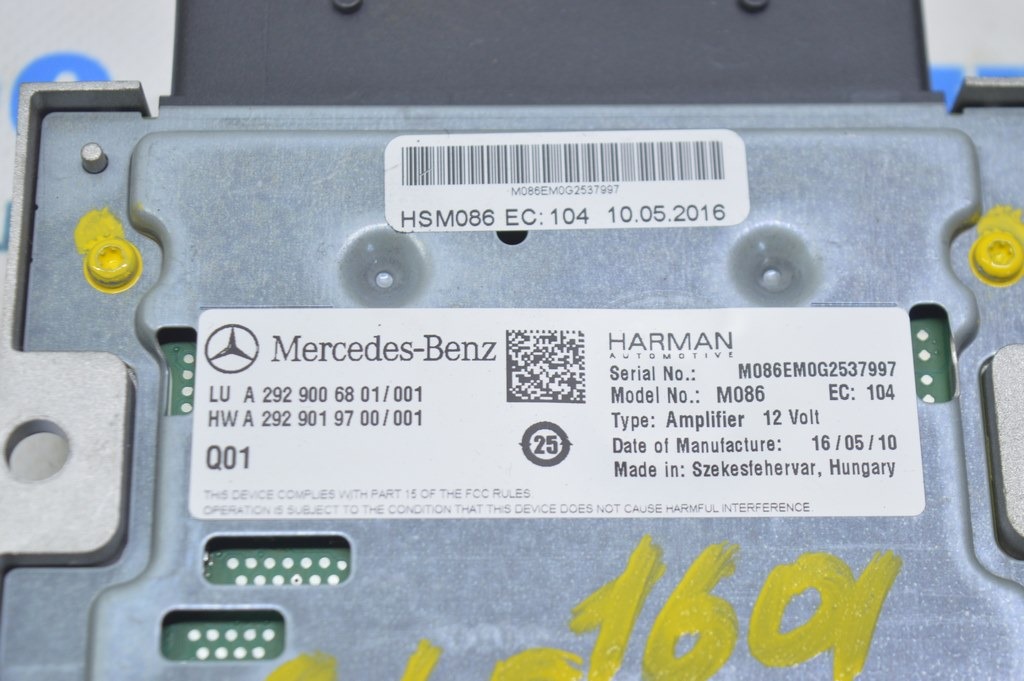 M086EM0G2537997
HSM086 EC: 104 10.05.2016
Mercedes-Benz
LU A 292 900 68 01/001
HW A 292 901 97 00/001
Q01
25
HARMAN
AUTOMOTIVE
Serial No.: M086EM0G2537997
Model No.: M086 EC: 104
Type: Amplifier 12 Volt
Date of Manufacture: 16/05/10
Made in: Szekesfehervar, Hungary
THIS DEVICE COMPLIES WITH PART 15 OF THE FCC RULES
OPERATION IS SUBJECT TO THE CONDITION THAT THIS DEVICE DOES NOT CAUSE HARMFUL INTERFERENCE
1601